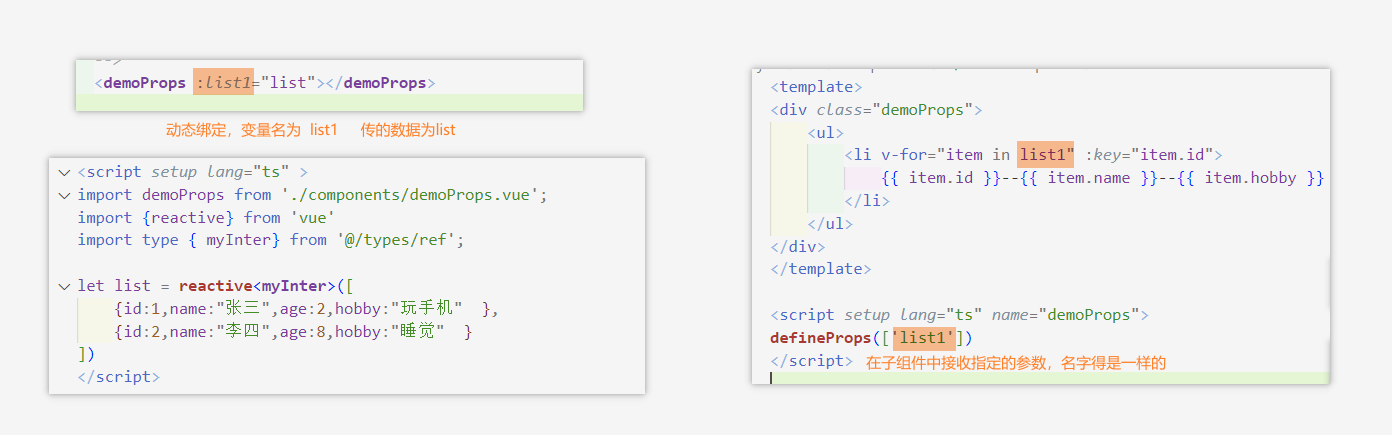 <demoProps :list1="list"></demoProps>
动态绑定，变量名为 list1 传的数据为list
<script setup lang="ts" >
import demoProps from './components/demoProps.vue';
import {reactive} from 'vue'
import type { myInter} from '@/types/ref';
let list = reactive<myInter>([
{id:1,name:"张三",age:2,hobby:"玩手机" },
{id:2,name:"李四",age:8,hobby:"睡觉" }
])
</script>
<template>
<div class="demoProps">
<ul>
<li v-for="item in list1" :key="item.id">
{{ item.id }}--{{ item.name }}--{{ item.hobby }}
</li>
</ul>
</div>
</template>
<script setup lang="ts" name="demoProps">
defineProps(['list1'])
</script> 在子组件中接收指定的参数，名字得是一样的